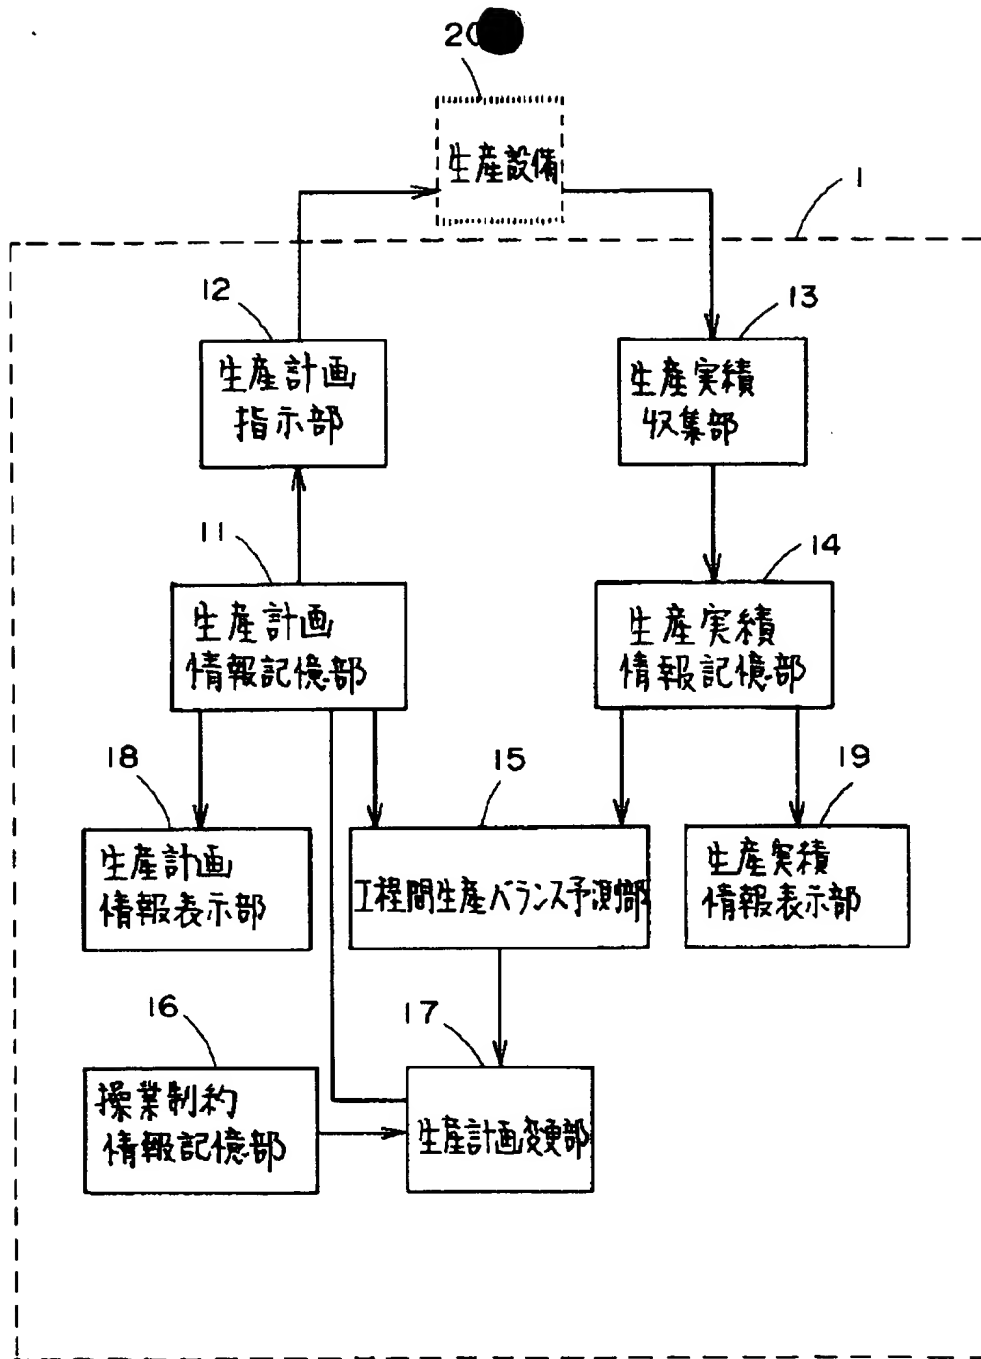 20
生産設備
1
12
生産計画
指示部
13
生産実積
収集部
11
生産計画
情報記憶部
14
生産実積
情報記憶部
18
生産計画
情報表示部
15
工程間生産バランス予測部
19
生産実積
情報表示部
16
操業制約
情報記憶部
17
生産計画変更部